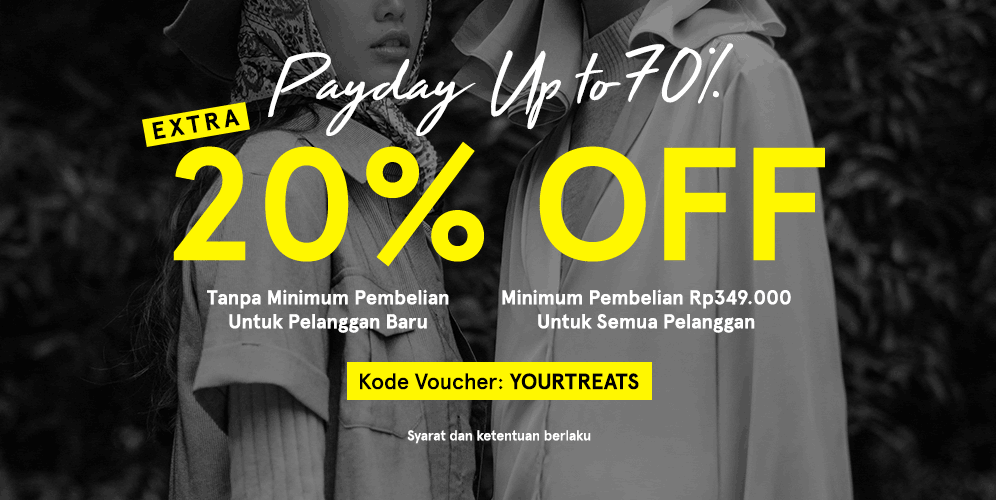 Payday Up to 70%
EXTRA
20% OFF
Tanpa Minimum Pembelian
Untuk Pelanggan Baru
Minimum Pembelian Rp349.000
Untuk Semua Pelanggan
Kode Voucher: YOURTREATS
Syarat dan ketentuan berlaku